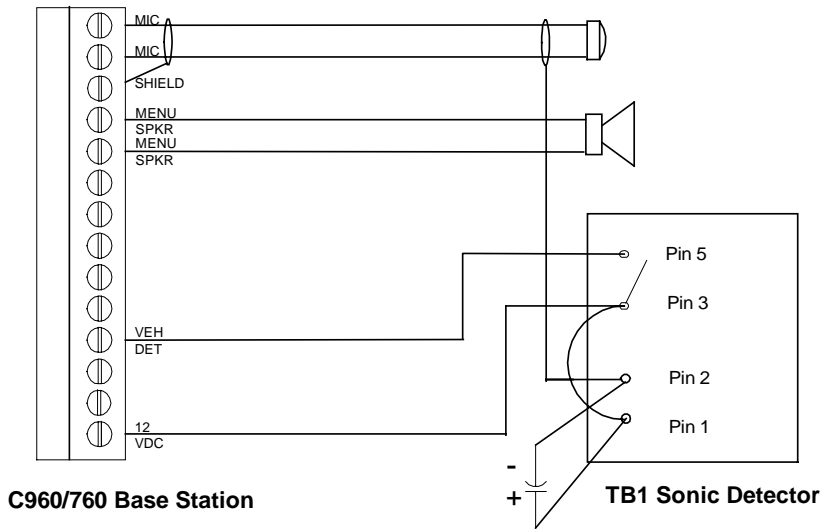 MIC
MIC
SHIELD
MENU
SPKR
MENU
SPKR
Pin 5
Pin 3
VEH
DET
Pin 2
Pin 1
12
VDC
-
+
C960/760 Base Station
TB1 Sonic Detector